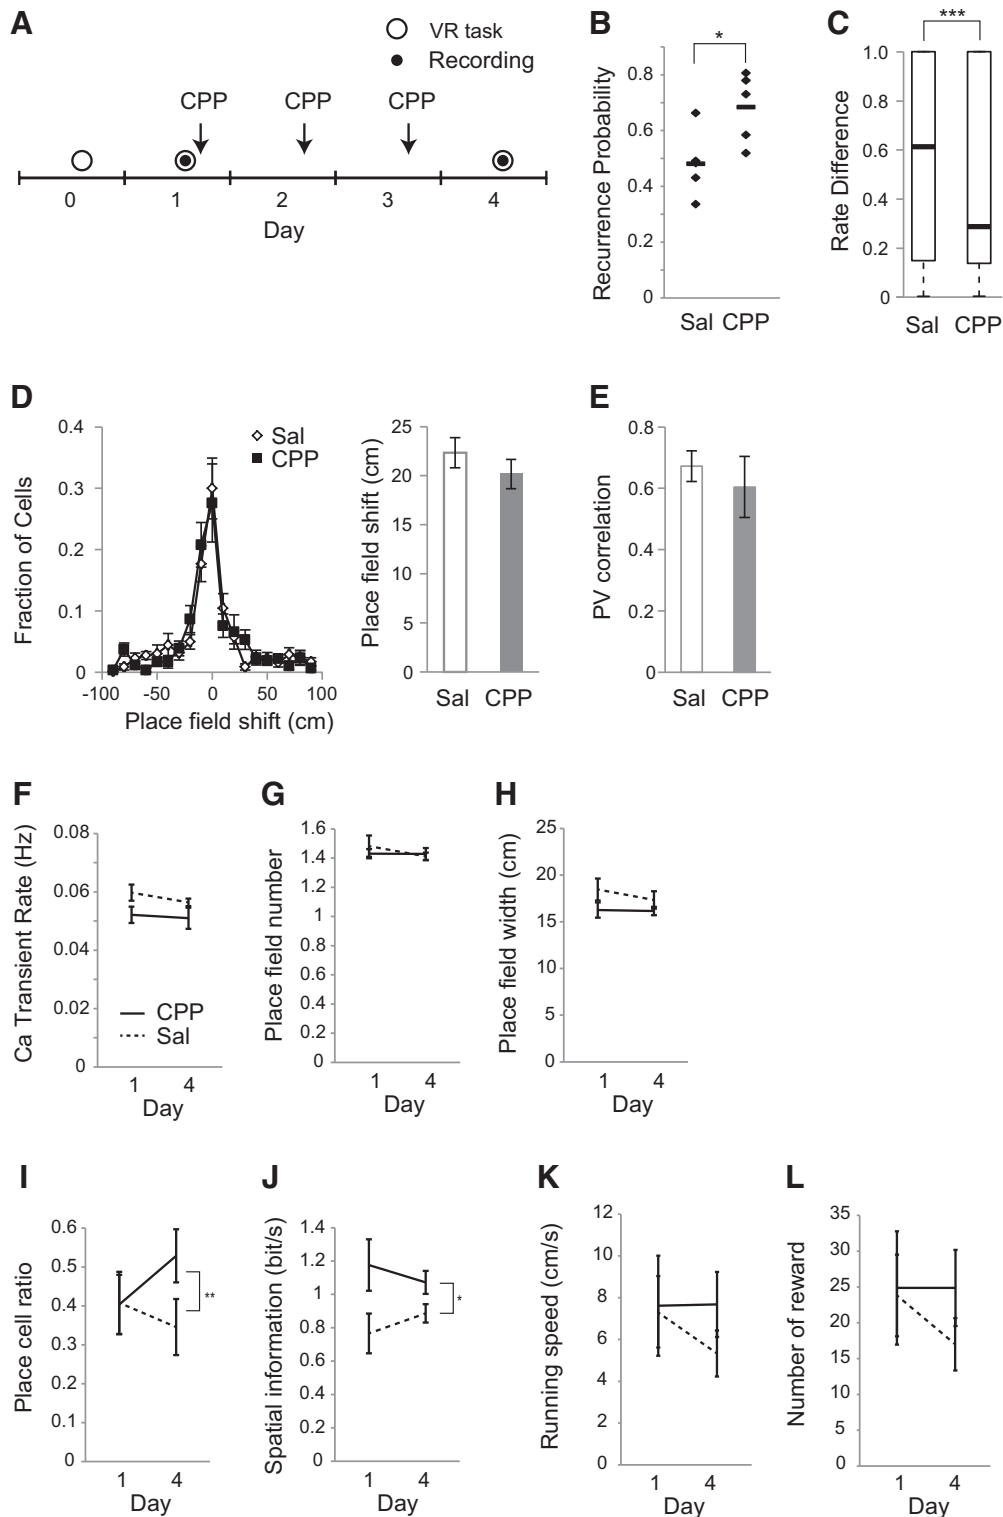 A
VR task
Recording
CPP CPP CPP
0 1 2 3 4
Day
B
*
Recurrence Probability
0.8
0.6
0.4
0.2
0
Sal CPP
C
***
Rate Difference
1.0
0.8
0.6
0.4
0.2
0
Sal CPP
D
Fraction of Cells
0.4
0.3
0.2
0.1
0
Sal
CPP
-100 -50 0 50 100
Place field shift (cm)
Place field shift (cm)
25
20
15
10
5
0
Sal CPP
E
PV correlation
0.8
0.6
0.4
0.2
0
Sal CPP
F
Ca Transient Rate (Hz)
0.08
0.06
0.04
0.02
0
CPP
Sal
1 4
Day
G
Place field number
1.6
1.4
1.2
1
0.8
0.6
0.4
0.2
0
1 4
Day
H
Place field width (cm)
25
20
15
10
5
0
1 4
Day
I
Place cell ratio
0.6
0.5
0.4
0.3
0.2
0.1
0
**
1 4
Day
J
Spatial information (bit/s)
1.4
1.2
1
0.8
0.6
0.4
0.2
0
*
1 4
Day
K
Running speed (cm/s)
12
10
8
6
4
2
0
1 4
Day
L
Number of reward
35
30
25
20
15
10
5
0
1 4
Day